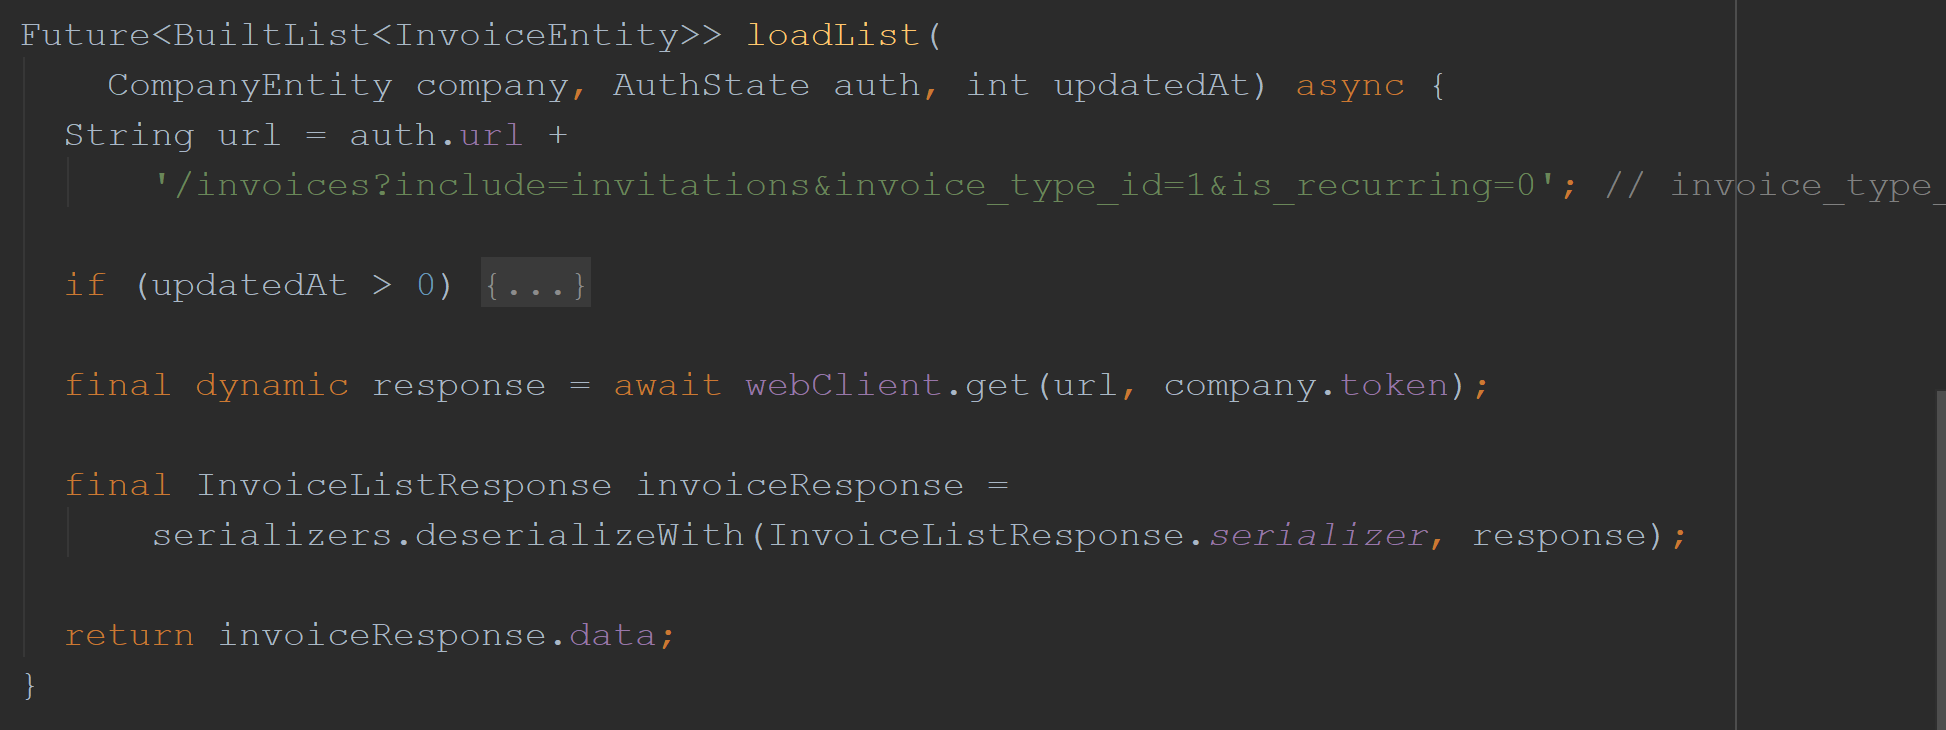 Future<BuiltList<InvoiceEntity>> loadList(
CompanyEntity company, AuthState auth, int updatedAt) async {
String url = auth.url +
'/invoices?include=invitations&invoice_type_id=1&is_recurring=0'; // invoice_type_
if (updatedAt > 0) {...}
final dynamic response = await webClient.get(url, company.token);
final InvoiceListResponse invoiceResponse =
serializers.deserializeWith(InvoiceListResponse.serializer, response);
return invoiceResponse.data;
}